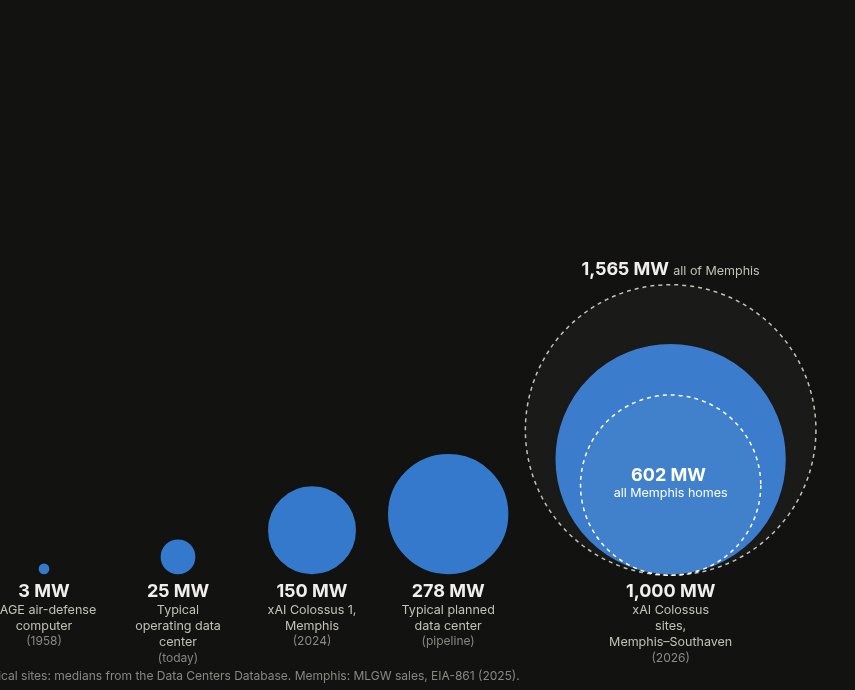 1,565 MW all of Memphis
602 MW
all Memphis homes
3 MW
AGE air-defense
computer
(1958)
25 MW
Typical
operating data
center
(today)
150 MW
xAI Colossus 1,
Memphis
(2024)
278 MW
Typical planned
data center
(pipeline)
1,000 MW
xAI Colossus
sites,
Memphis–Southaven
(2026)
ical sites: medians from the Data Centers Database. Memphis: MLGW sales, EIA-861 (2025).